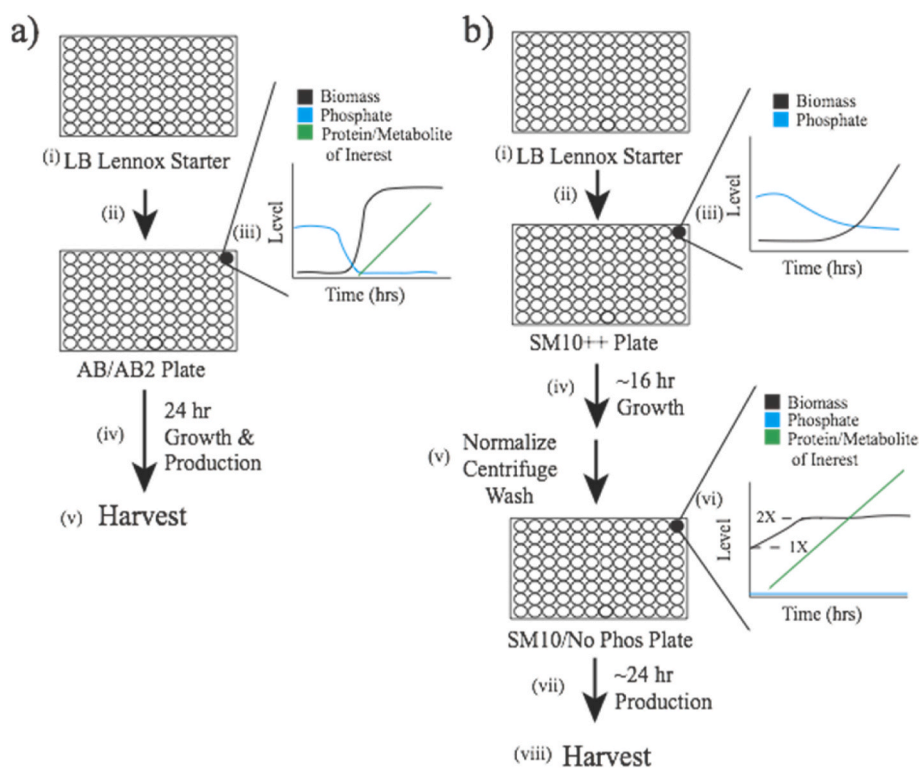 a)
(i) LB Lennox Starter
(ii)
Biomass
Phosphate
Protein/Metabolite
of Inerest
(iii)
Level
Time (hrs)
AB/AB2 Plate
(iv)
24 hr
Growth &
Production
(v) Harvest
b)
(i) LB Lennox Starter
(ii)
Biomass
Phosphate
(iii)
Level
Time (hrs)
SM10++ Plate
(iv)
~16 hr
Growth
(v) Normalize
Centrifuge
Wash
Biomass
Phosphate
Protein/Metabolite
of Inerest
(vi)
Level
2X
1X
Time (hrs)
SM10/No Phos Plate
(vii)
~24 hr
Production
(viii) Harvest